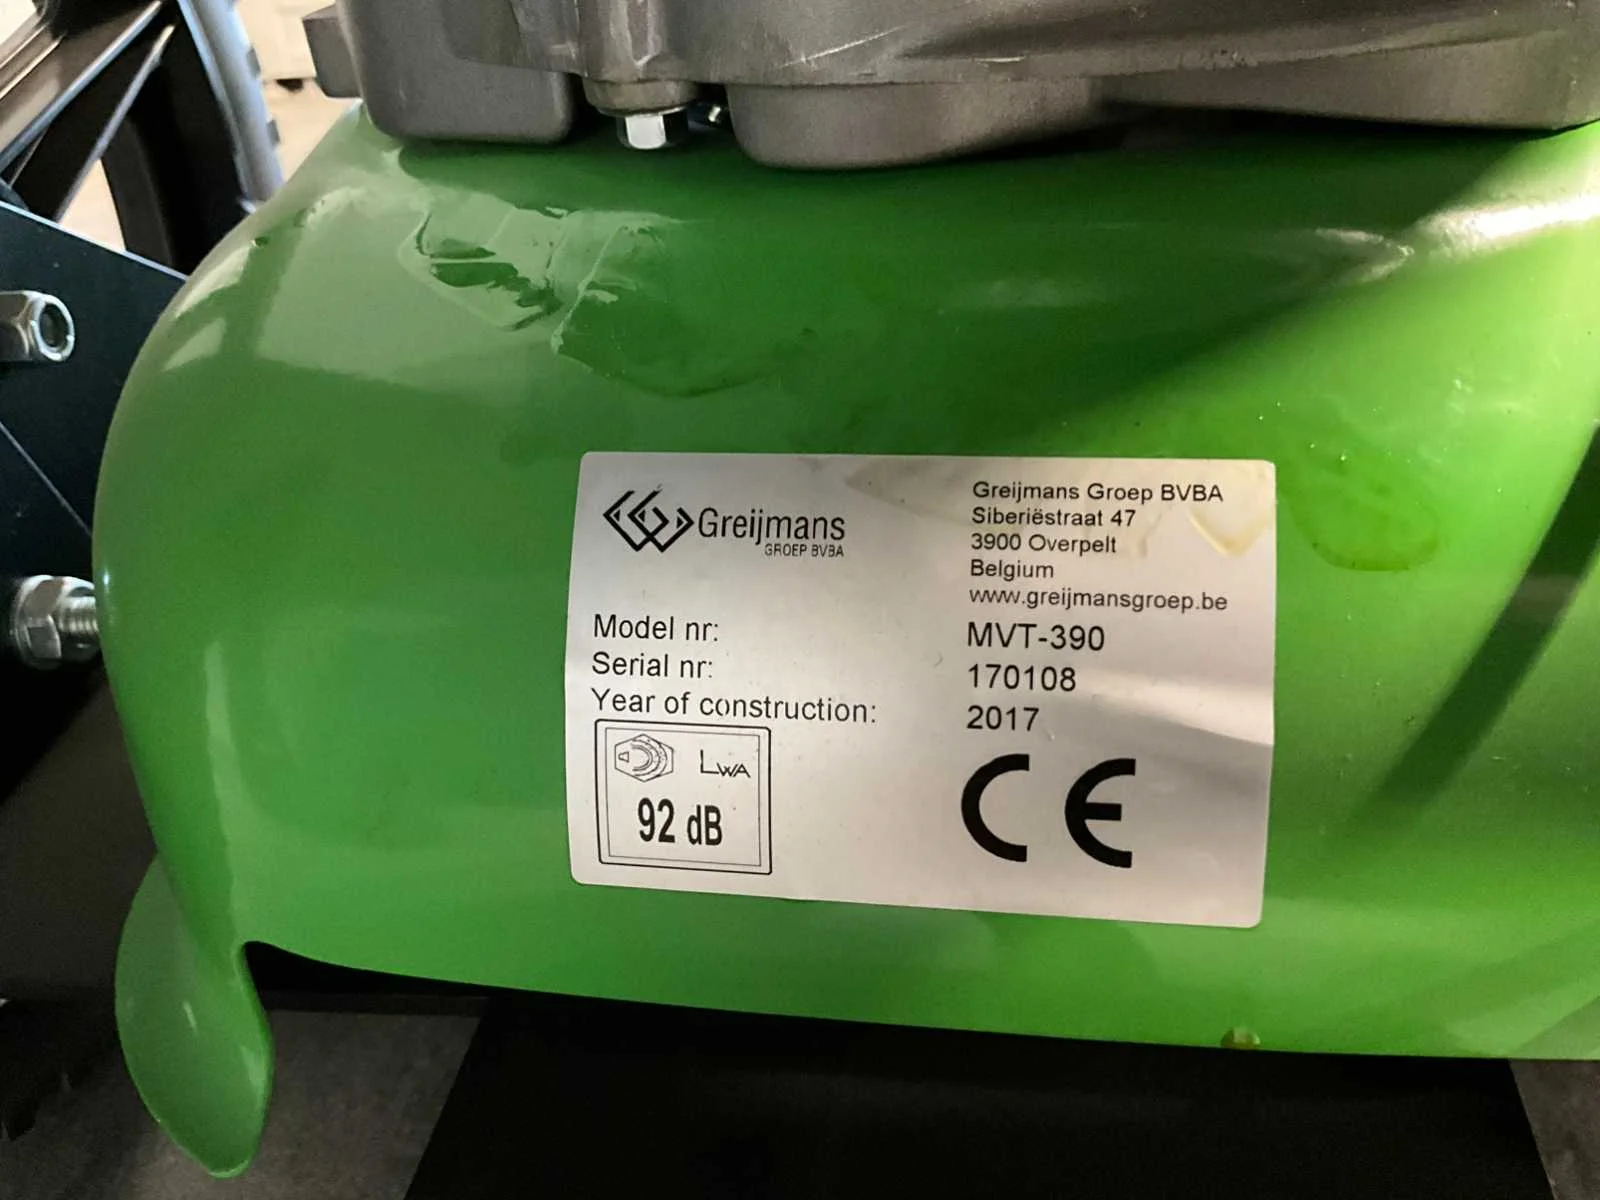 Greijmans
GROEP BVBA
Greijmans Groep BVBA
Siberiëstraat 47
3900 Overpelt
Belgium
www.greijmansgroep.be
Model nr: MVT-390
Serial nr: 170108
Year of construction: 2017
LWA
92 dB
CE